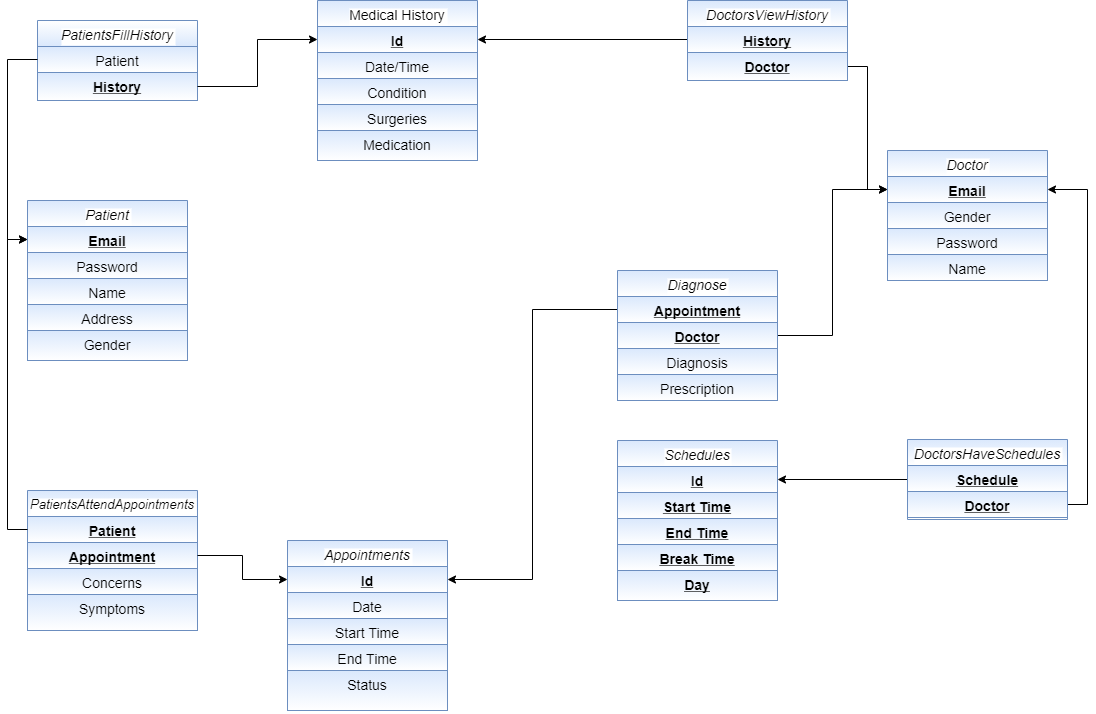 PatientsFillHistory
Patient
History
Medical History
Id
Date/Time
Condition
Surgeries
Medication
DoctorsViewHistory
History
Doctor
Doctor
Email
Gender
Password
Name
Patient
Email
Password
Name
Address
Gender
Diagnose
Appointment
Doctor
Diagnosis
Prescription
Schedules
Id
Start Time
End Time
Break Time
Day
DoctorsHaveSchedules
Schedule
Doctor
PatientsAttendAppointments
Patient
Appointment
Concerns
Symptoms
Appointments
Id
Date
Start Time
End Time
Status